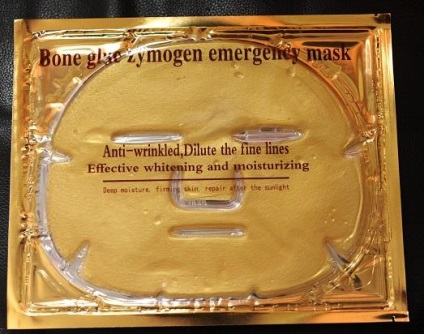 Bone glue zymogen emergency mask
Anti-wrinkled,Dilute the fine lines
Effective whitening and moisturizing
Deep moisture, firming skin, repair after the sunlight